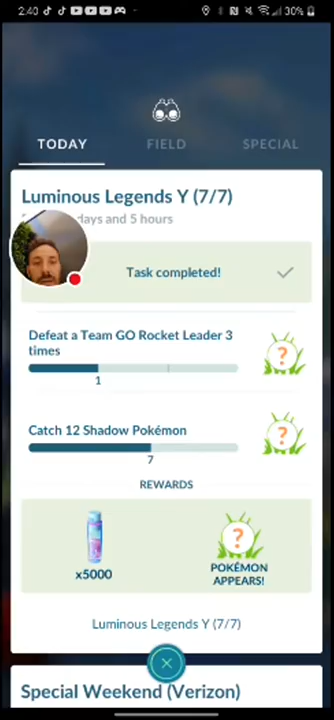 2:40
30%
TODAY FIELD SPECIAL
Luminous Legends Y (7/7)
days and 5 hours
Task completed!
Defeat a Team GO Rocket Leader 3
times
?
1
Catch 12 Shadow Pokémon
?
7
REWARDS
?
x5000
POKÉMON
APPEARS!
Luminous Legends Y (7/7)
Special Weekend (Verizon)